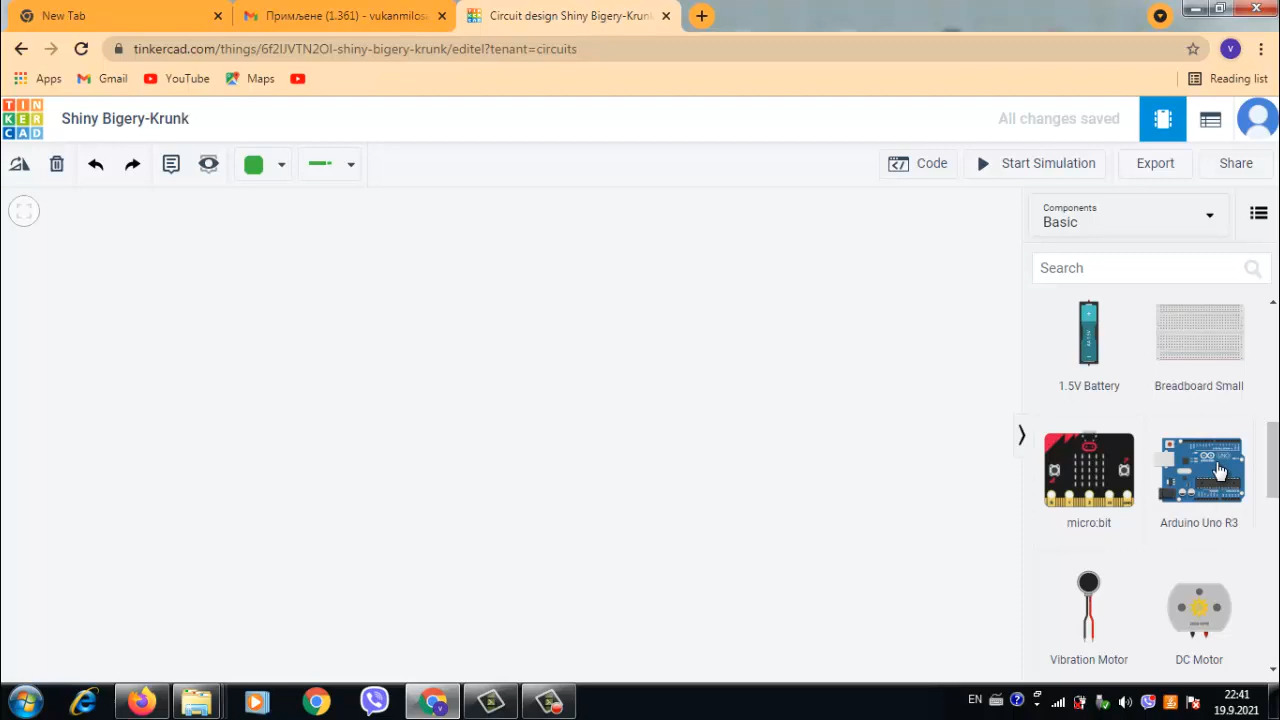 New Tab
Примљене (1.361) - vukanmilos
Circuit design Shiny Bigery-Krunk
tinkercad.com/things/6f2IJVTN2OI-shiny-bigery-krunk/editel?tenant=circuits
V
Apps
Gmail
YouTube
Maps
Reading list
TIN
KER
CAD
Shiny Bigery-Krunk
All changes saved
Code
Start Simulation
Export
Share
Components
Basic
Search
1.5V Battery
Breadboard Small
micro:bit
Arduino Uno R3
Vibration Motor
DC Motor
EN
22:41
19.9.2021